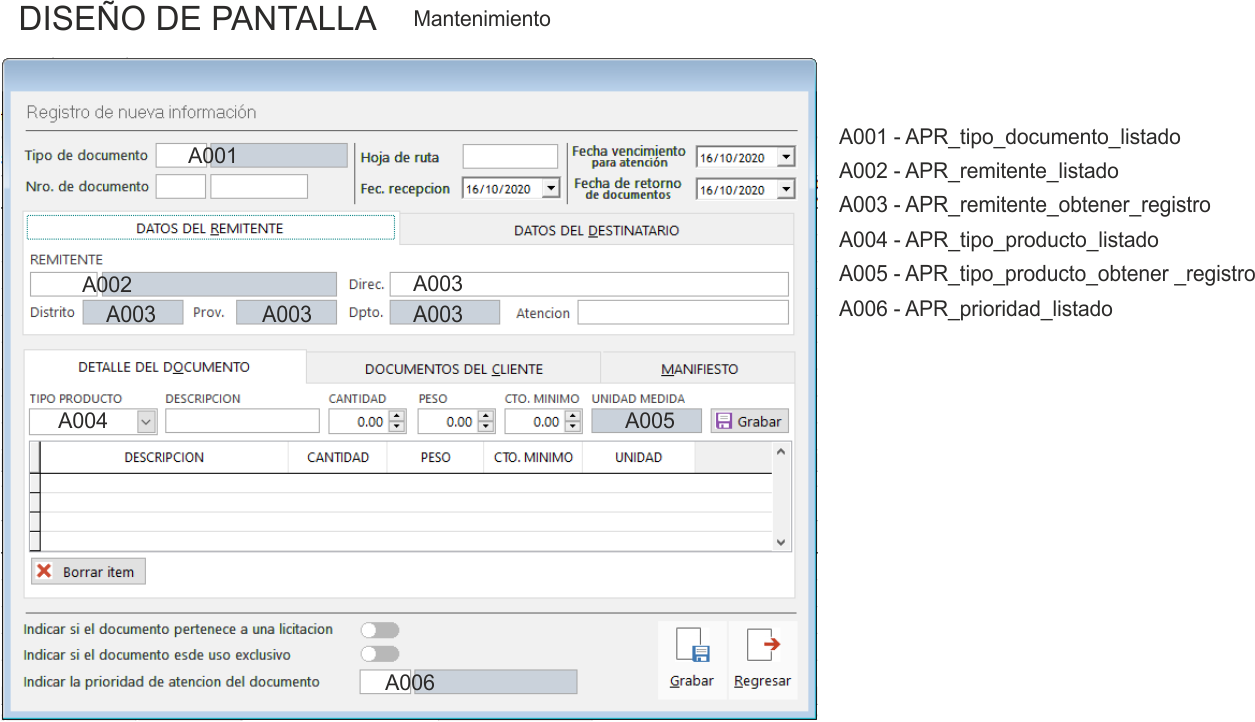 DISEÑO DE PANTALLA Mantenimiento
Registro de nueva información
Tipo de documento A001 Hoja de ruta Fecha vencimiento para atención 16/10/2020
Nro. de documento Fec. recepcion 16/10/2020 Fecha de retorno de documentos 16/10/2020
DATOS DEL REMITENTE DATOS DEL DESTINATARIO
REMITENTE
A002 Direc. A003
Distrito A003 Prov. A003 Dpto. A003 Atencion
DETALLE DEL DOCUMENTO DOCUMENTOS DEL CLIENTE MANIFIESTO
TIPO PRODUCTO DESCRIPCION CANTIDAD PESO CTO. MINIMO UNIDAD MEDIDA
A004 0.00 0.00 0.00 A005 Grabar
DESCRIPCION CANTIDAD PESO CTO. MINIMO UNIDAD
Borrar item
Indicar si el documento pertenece a una licitacion
Indicar si el documento esde uso exclusivo
Indicar la prioridad de atencion del documento A006
Grabar Regresar
A001 - APR_tipo_documento_listado
A002 - APR_remitente_listado
A003 - APR_remitente_obtener_registro
A004 - APR_tipo_producto_listado
A005 - APR_tipo_producto_obtener _registro
A006 - APR_prioridad_listado